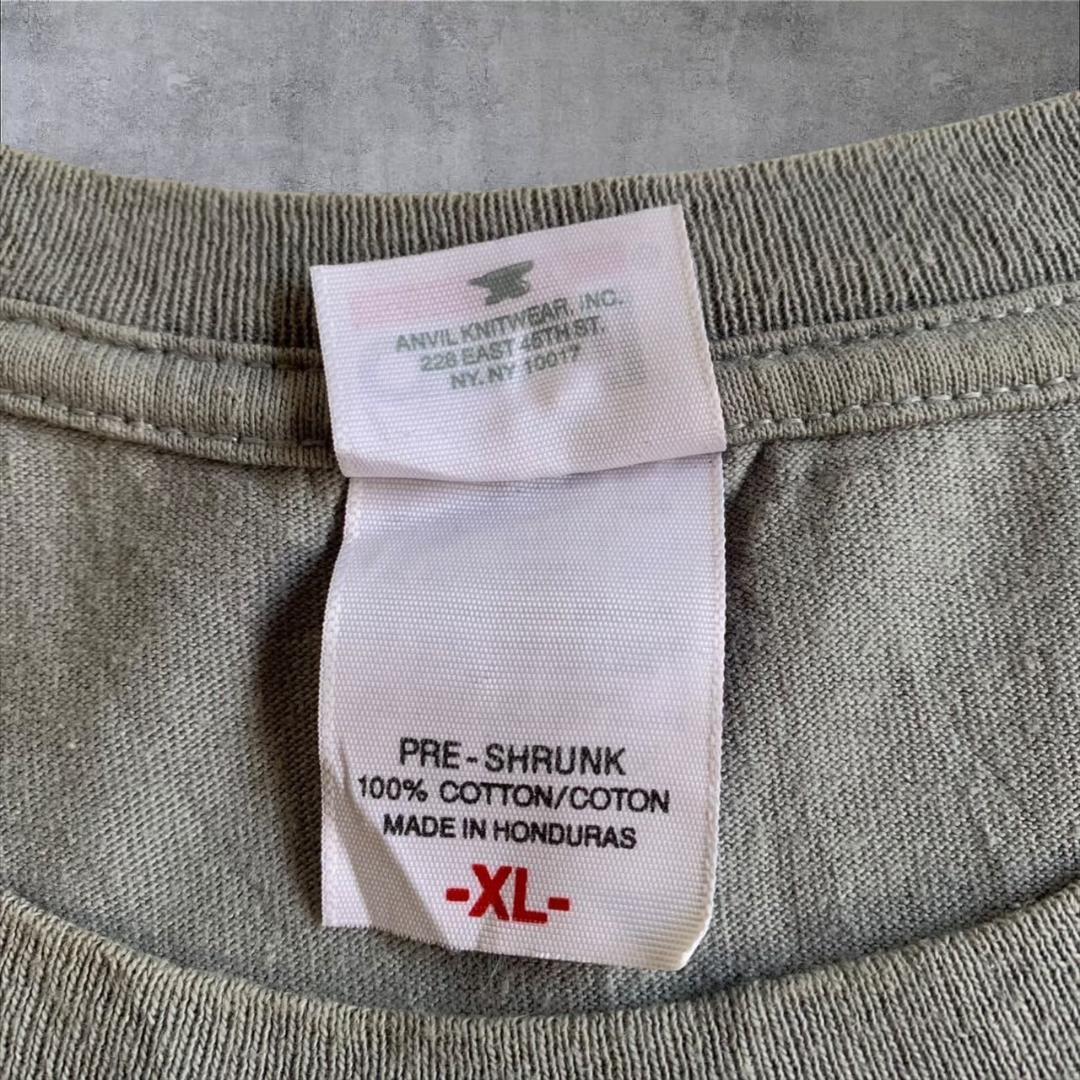 ANVIL KNITWEAR, INC.
228 EAST 45TH ST.
NY. NY 10017
PRE-SHRUNK
100% COTTON/COTON
MADE IN HONDURAS
-XL-